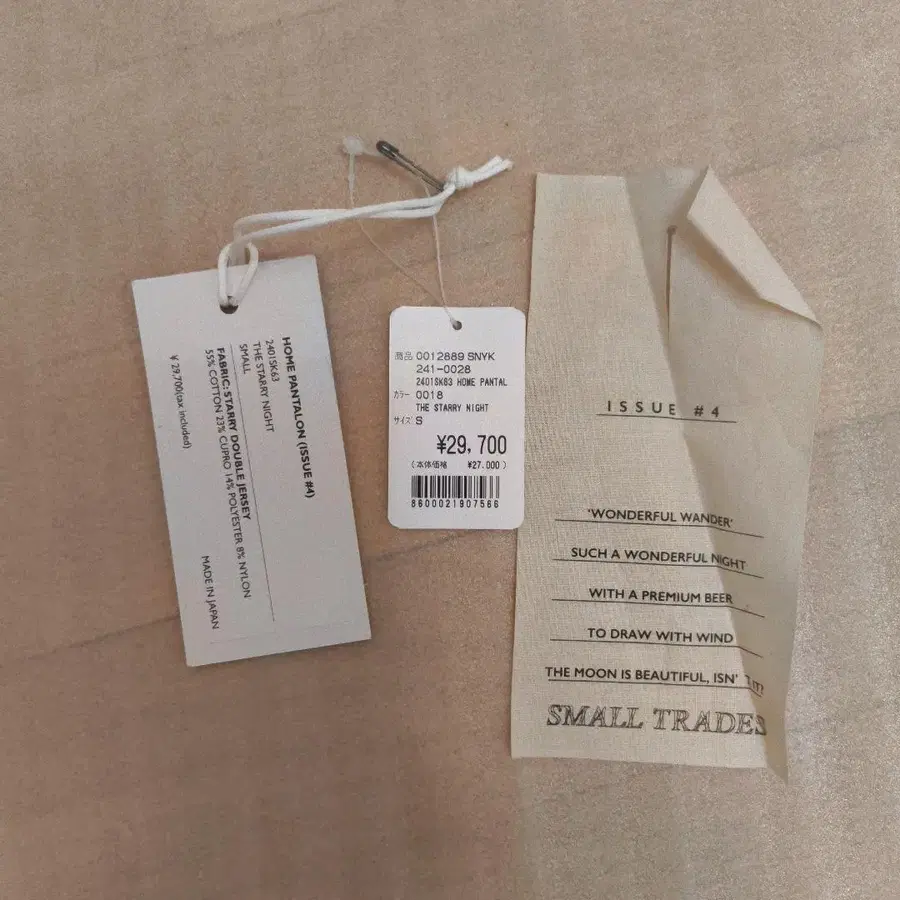 HOME PANTALON (ISSUE #4)
2401SK63
THE STARRY NIGHT
SMALL
FABRIC: STARRY DOUBLE JERSEY
55% COTTON 23% CUPRO 14% POLYESTER 8% NYLON
¥ 29,700(tax included)
MADE IN JAPAN
商品 0012889 SNYK
241-0028
2401SK63 HOME PANTAL
カラー 0018
THE STARRY NIGHT
サイズ S
¥29,700
(本体価格 ¥27,000)
8600021907566
ISSUE #4
'WONDERFUL WANDER'
SUCH A WONDERFUL NIGHT
WITH A PREMIUM BEER
TO DRAW WITH WIND
THE MOON IS BEAUTIFUL, ISN'T IT?
SMALL TRADES